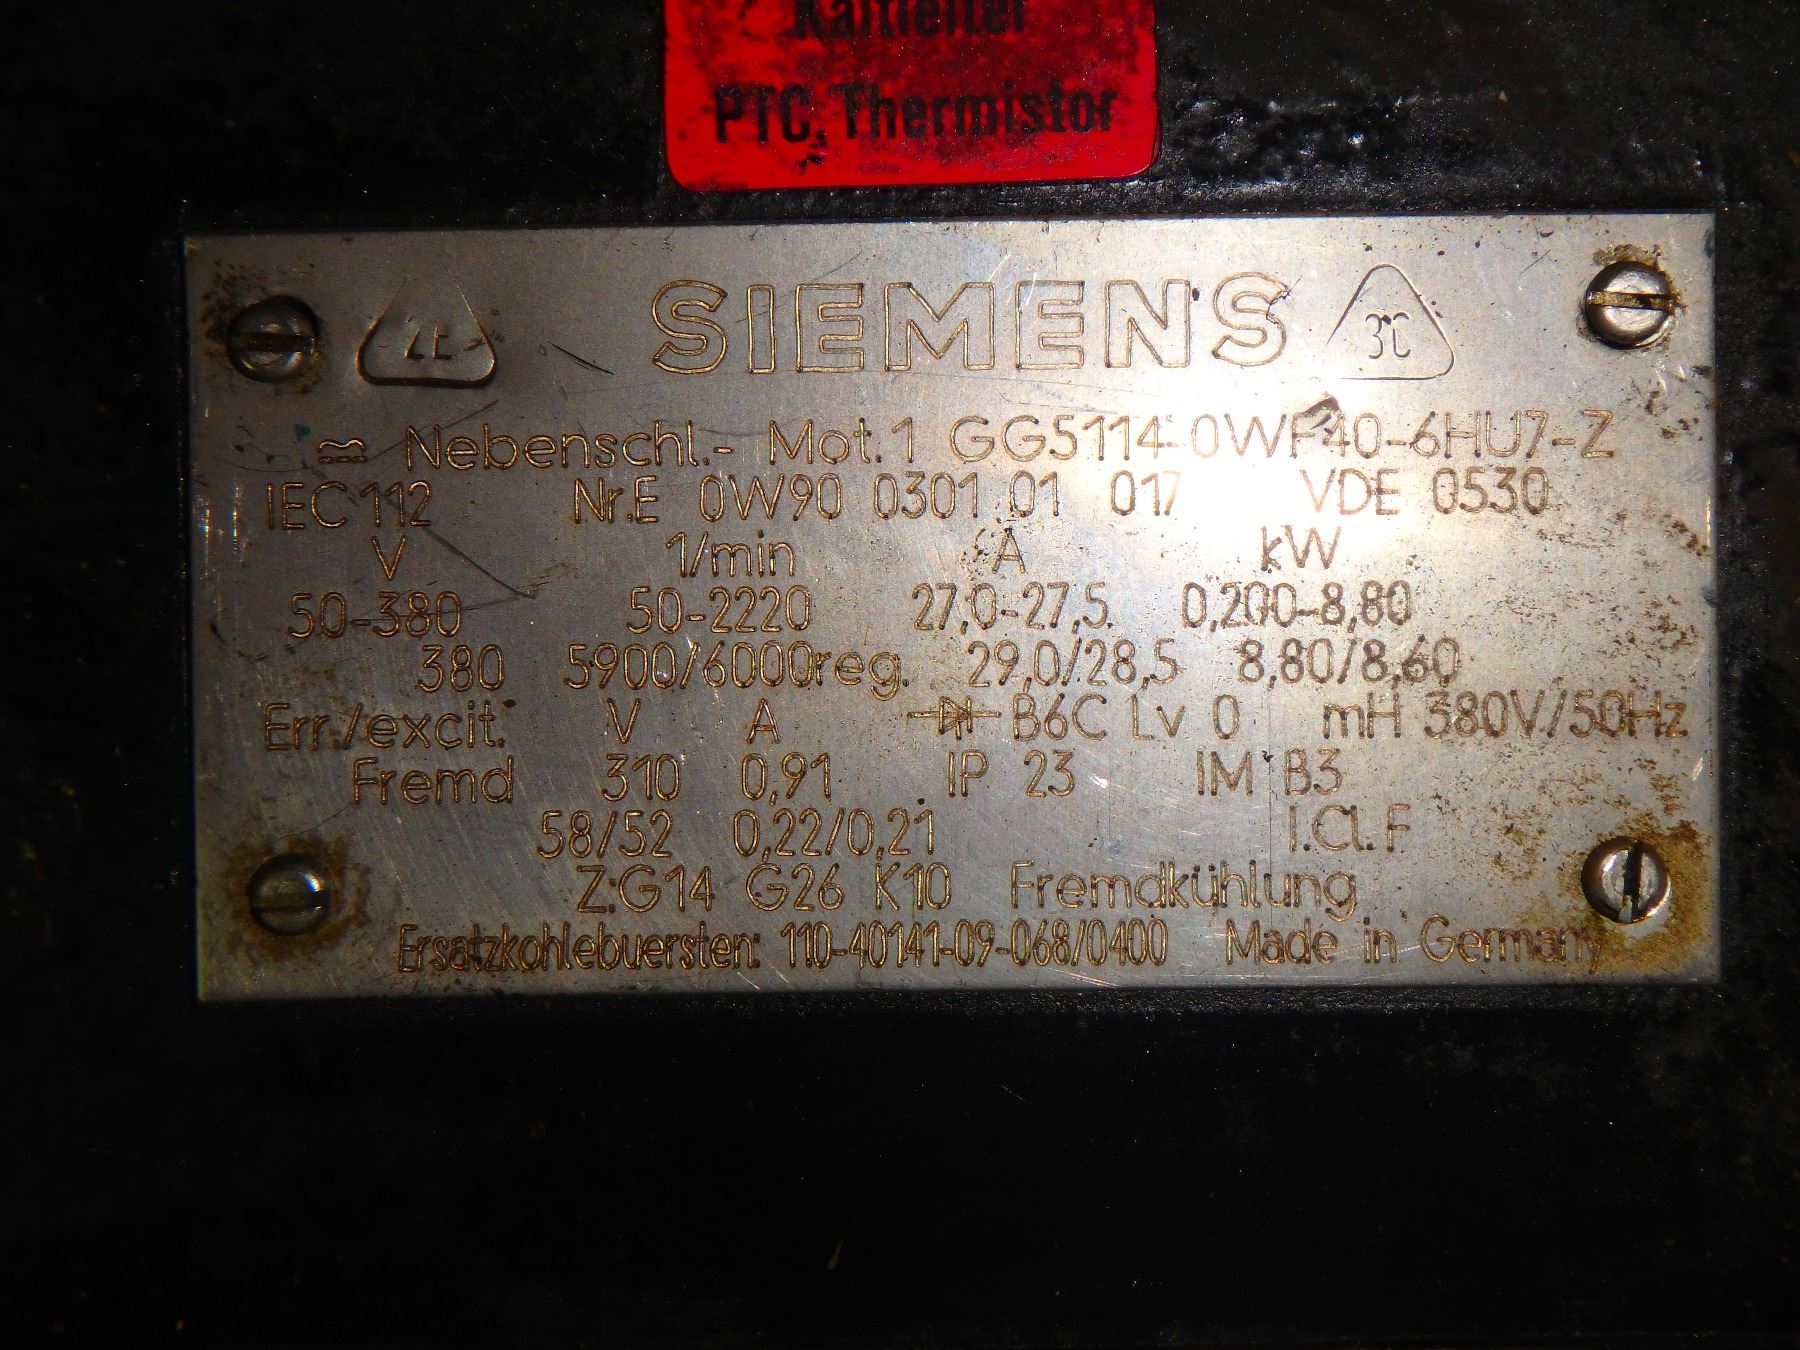 Kaltleiter
PTC, Thermistor
SIEMENS 3C
Nebenschl.- Mot. 1 GG5114-0WF40-6HU7-Z
IEC 112 Nr.E 0W90 0301 01 017 VDE 0530
V 1/min A kW
50-380 50-2220 27,0-27,5 0,200-8,80
380 5900/6000reg. 29,0/28,5 8,80/8,60
Err./excit. V A B6C Lv 0 mH 380V/50Hz
Fremd 310 0,91 IP 23 IM B3
58/52 0,22/0,21 I.Cl.F
Z:G14 G26 K10 Fremdkühlung
Ersatzkohlebuersten: 110-40141-09-068/0400 Made in Germany